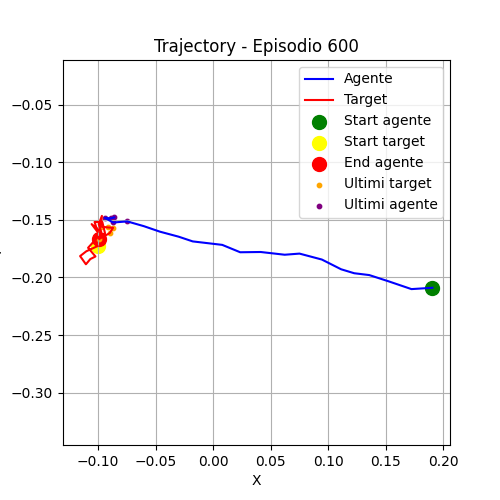 Trajectory - Episodio 600
Agente
Target
Start agente
Start target
End agente
Ultimi target
Ultimi agente
−0.05
−0.10
−0.15
−0.20
−0.25
−0.30
−0.10
−0.05
0.00
0.05
0.10
0.15
0.20
X